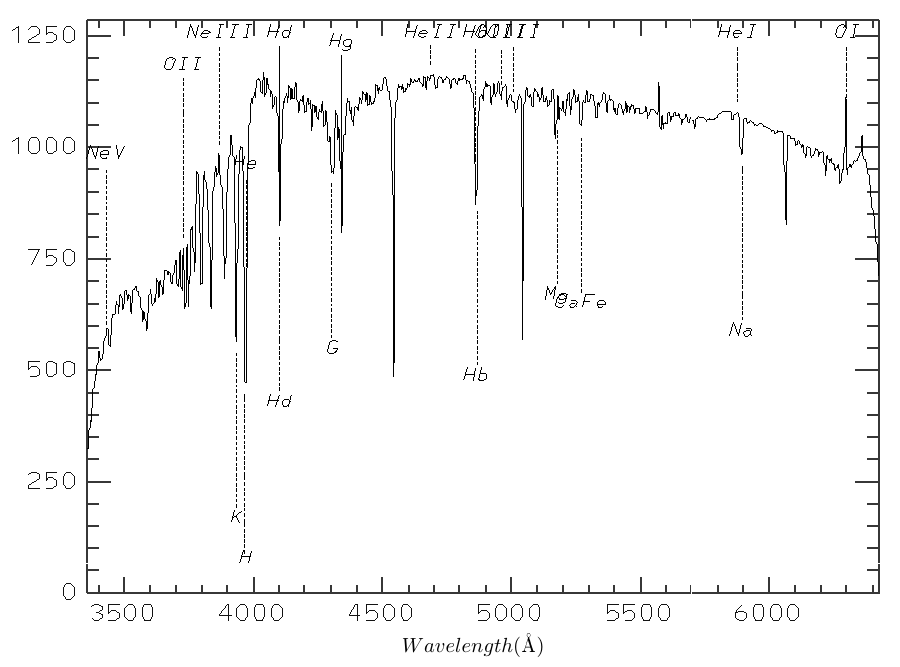 1250
NeIII Hd HeII HeI OI
Hg
OII
1000
NeV
He
750
Mg CaFe
Na
500
G
Hb
Hd
250
K
H
0
3500 4000 4500 5000 5500 6000
Wavelength(Å)